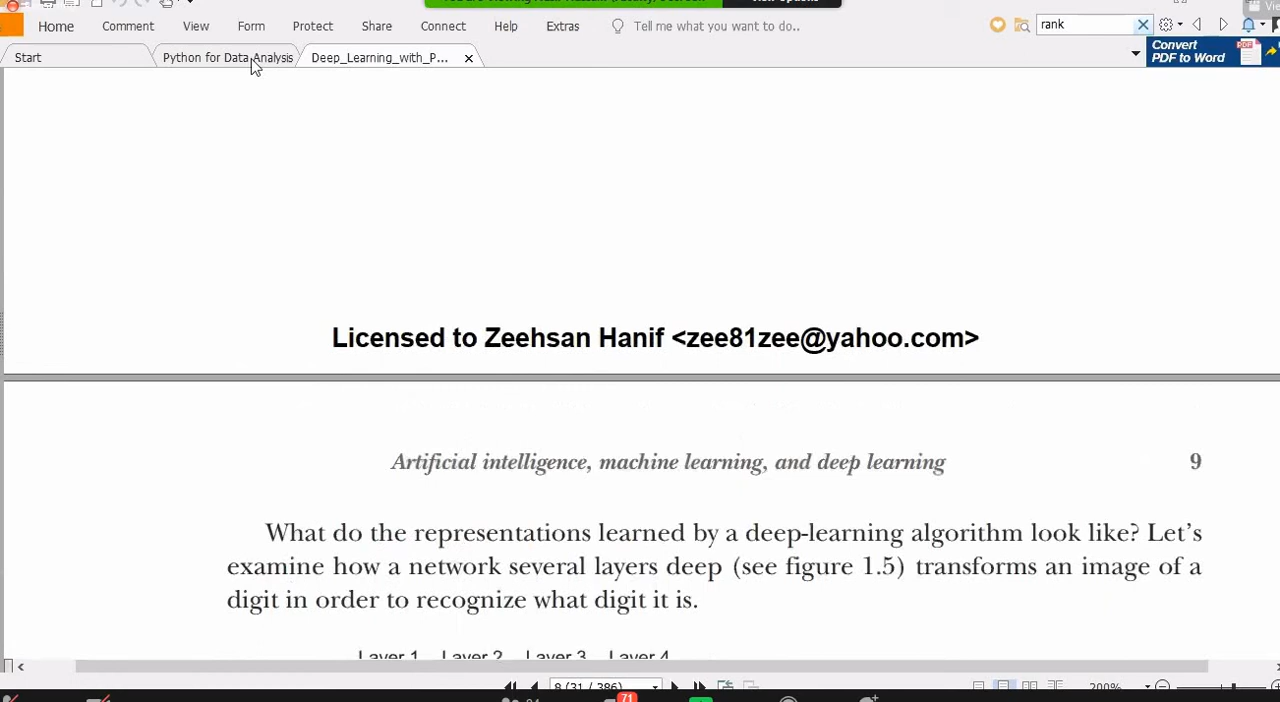 Home Comment View Form Protect Share Connect Help Extras Tell me what you want to do.. rank
Start Python for Data Analysis Deep_Learning_with_P... Convert PDF to Word
Licensed to Zeehsan Hanif <zee81zee@yahoo.com>
Artificial intelligence, machine learning, and deep learning 9
What do the representations learned by a deep-learning algorithm look like? Let's
examine how a network several layers deep (see figure 1.5) transforms an image of a
digit in order to recognize what digit it is.
Layer 1 Layer 2 Layer 3 Layer 4
8 (31 / 386) 200%
71